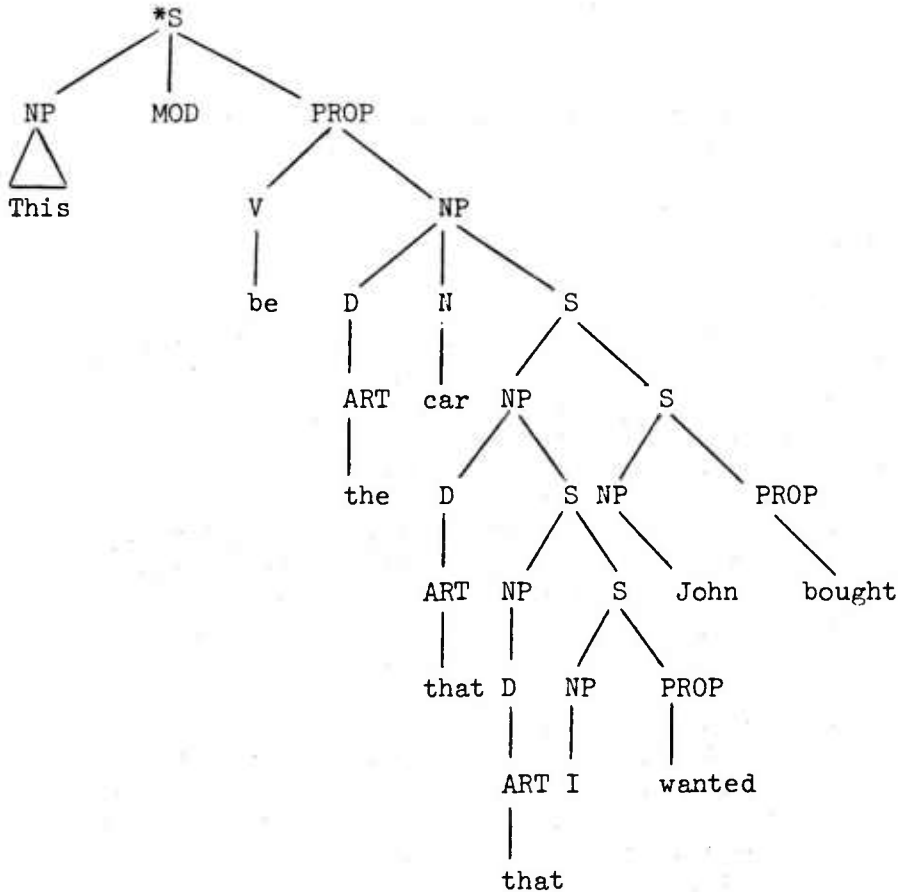 *S
NP MOD PROP
This V NP
be D N S
ART car NP S
the D S NP PROP
ART NP S John bought
that D NP PROP
ART I wanted
that